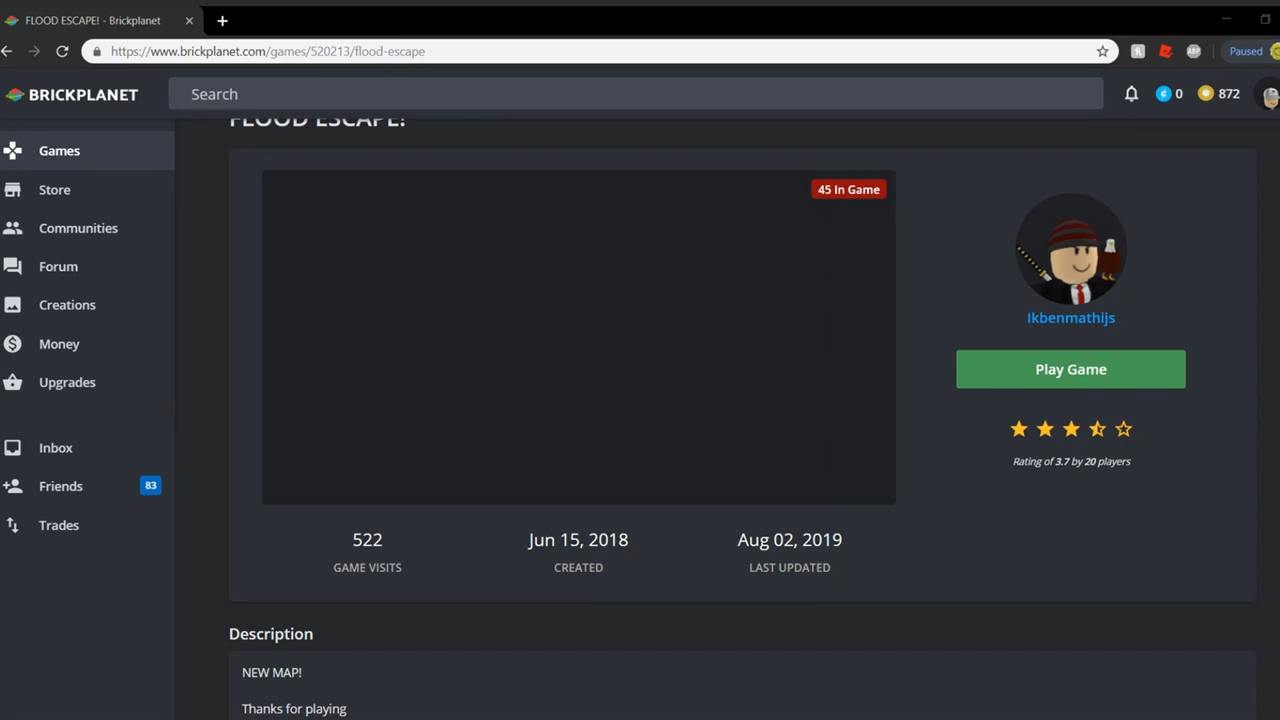 FLOOD ESCAPE! - Brickplanet
https://www.brickplanet.com/games/520213/flood-escape
ABP
Paused
BRICKPLANET
Search
0
872
FLOOD ESCAPE!
Games
Store
Communities
Forum
Creations
Money
Upgrades
Inbox
Friends
83
Trades
45 In Game
Ikbenmathijs
Play Game
Rating of 3.7 by 20 players
522
GAME VISITS
Jun 15, 2018
CREATED
Aug 02, 2019
LAST UPDATED
Description
NEW MAP!
Thanks for playing